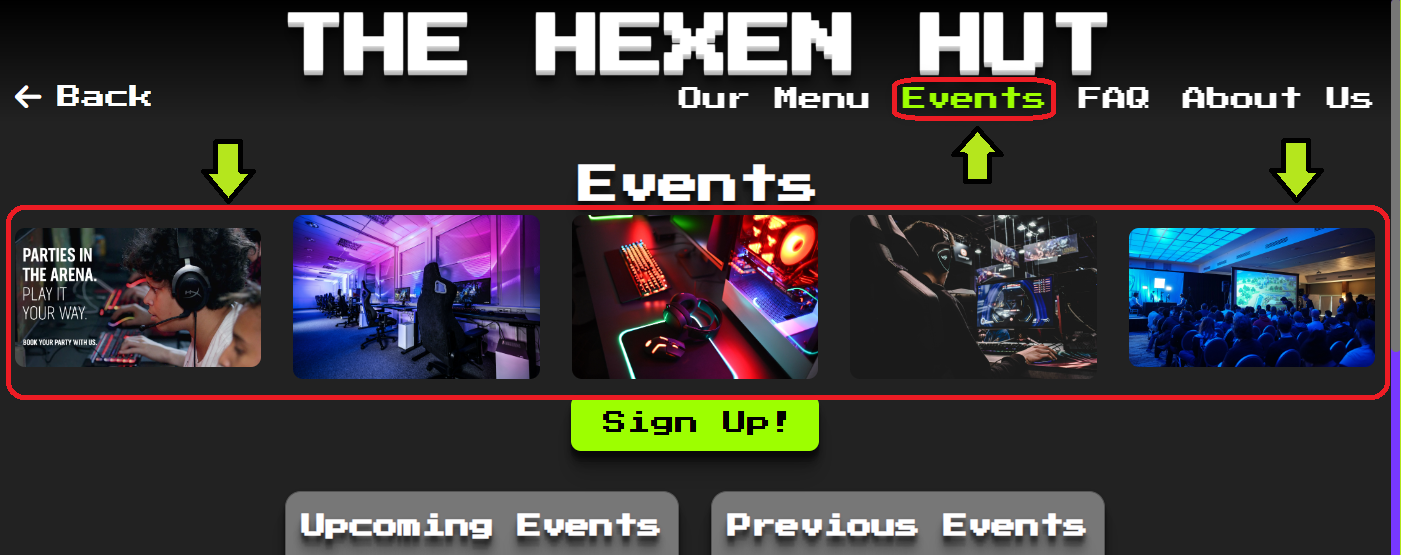 THE HEXEN HUT
← Back
Our Menu Events FAQ About Us
Events
PARTIES IN
THE ARENA.
PLAY IT
YOUR WAY.
BOOK YOUR PARTY WITH US.
Sign Up!
Upcoming Events Previous Events